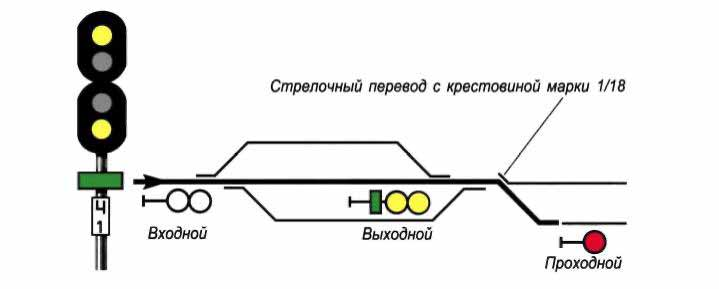 Стрелочный перевод с крестовиной марки 1/18
Ч
1
Входной
Выходной
Проходной